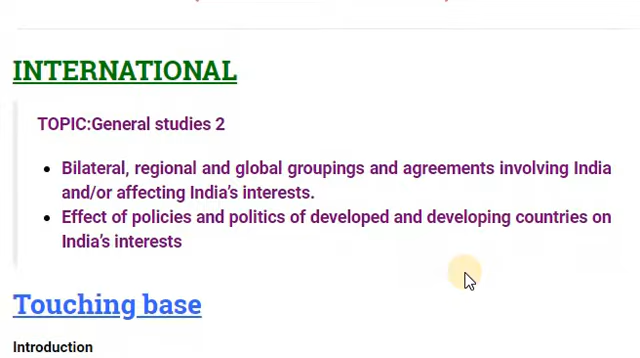 INTERNATIONAL
TOPIC:General studies 2
Bilateral, regional and global groupings and agreements involving India
and/or affecting India's interests.
Effect of policies and politics of developed and developing countries on
India's interests
Touching base
Introduction